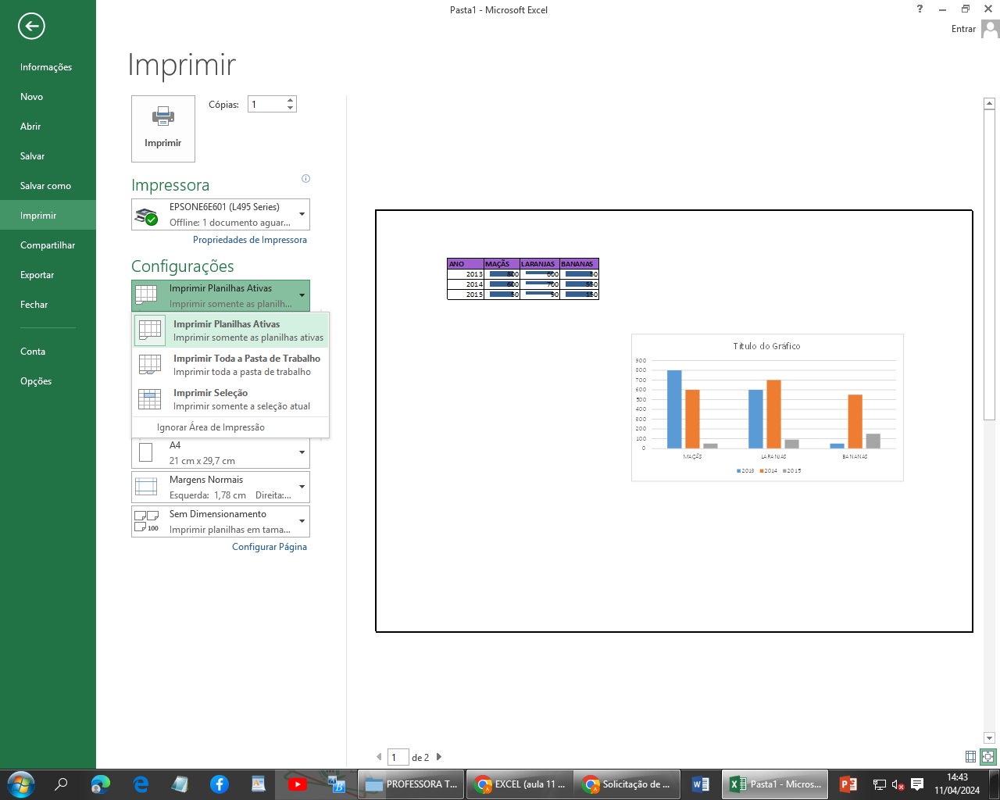 Pasta1 - Microsoft Excel
?
Entrar
Informações
Novo
Abrir
Salvar
Salvar como
Imprimir
Compartilhar
Exportar
Fechar
Conta
Opções
Imprimir
Imprimir
Cópias: 1
Impressora
EPSONE6E601 (L495 Series)
Offline: 1 documento aguar...
Propriedades de Impressora
Configurações
Imprimir Planilhas Ativas
Imprimir somente as planilh...
Imprimir Planilhas Ativas
Imprimir somente as planilhas ativas
Imprimir Toda a Pasta de Trabalho
Imprimir toda a pasta de trabalho
Imprimir Seleção
Imprimir somente a seleção atual
Ignorar Área de Impressão
A4
21 cm x 29,7 cm
Margens Normais
Esquerda: 1,78 cm Direita:...
100
Sem Dimensionamento
Imprimir planilhas em tama...
Configurar Página
ANO MAÇÃS LARANJAS BANANAS
2013 800 600 50
2014 600 700 550
2015 50 90 150
Título do Gráfico
900
800
700
600
500
400
300
200
100
0
MAÇÃS LARANJAS BANANAS
2013 2014 2015
1 de 2
PROFESSORA T...
EXCEL (aula 11 ...
Solicitação de ...
Pasta1 - Micros...
14:43
11/04/2024